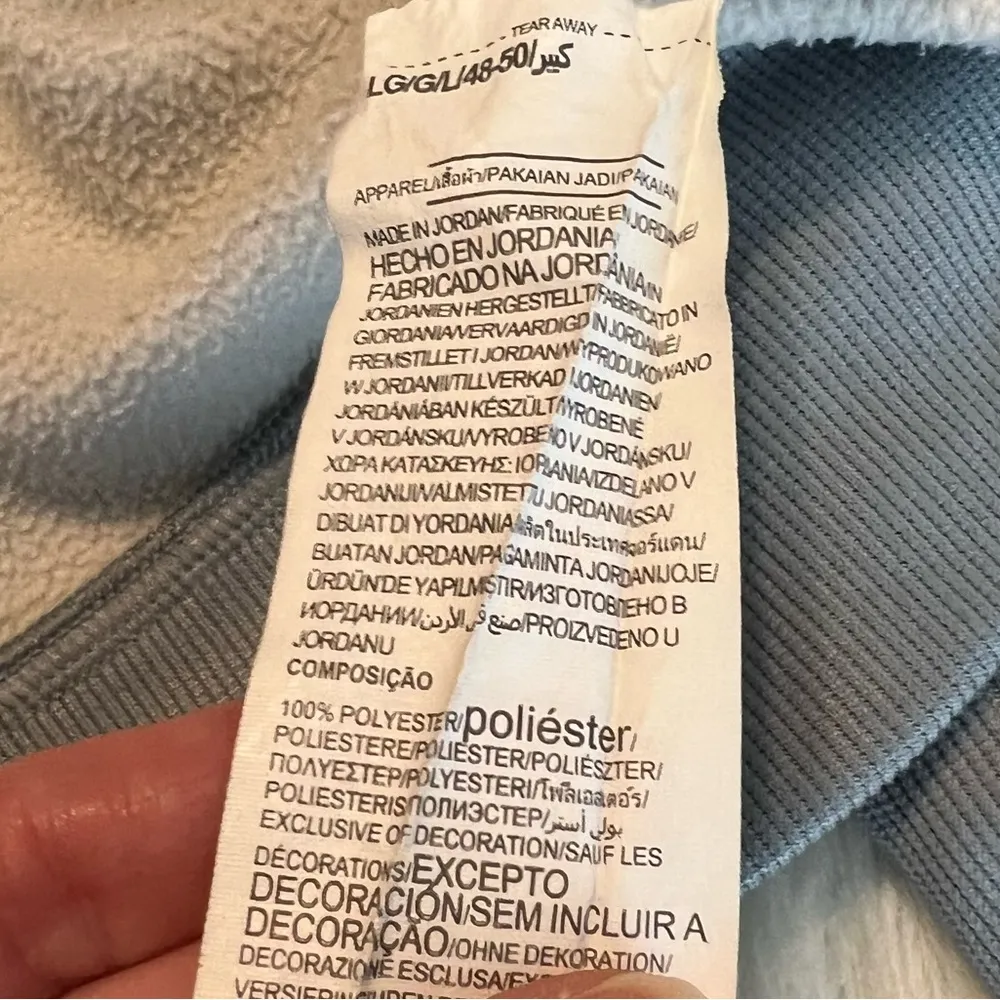 TEAR AWAY
LG/G/L/48-50/كبير
APPAREL/เสื้อผ้า/PAKAIAN JADI/PAKAIAN
MADE IN JORDAN/FABRIQUÉ EN JORDANIE/
HECHO EN JORDANIA/
FABRICADO NA JORDÂNIA/IN
JORDANIEN HERGESTELLT/FABBRICATO IN
GIORDANIA/VERVAARDIGD IN JORDANIË/
FREMSTILLET I JORDAN/WYPRODUKOWANO
W JORDANII/TILLVERKAD I JORDANIEN/
JORDÁNIÁBAN KÉSZÜLT/VYROBENÉ
V JORDÁNSKU/VYROBENO V JORDÁNSKU/
ΧΩΡΑ ΚΑΤΑΣΚΕΥΗΣ: ΙΟΡΔΑΝΙΑ/IZDELANO V
JORDANIJI/VALMISTETTU JORDANIASSA/
DIBUAT DI YORDANIA/ผลิตในประเทศจอร์แดน/
BUATAN JORDAN/PAGAMINTA JORDANIJOJE/
ÜRDÜN'DE YAPILMIŞTIR/ИЗГОТОВЛЕНО В
ИОРДАНИИ/صنع في الأردن/PROIZVEDENO U
JORDANU
COMPOSIÇÃO
100% POLYESTER/poliéster/
POLIESTERE/POLIESTER/POLIÉSZTER/
ΠΟΛΥΕΣΤΕΡ/POLYESTERI/โพลีเอสเตอร์/
POLIESTERIS/ПОЛИЭСТЕР/بولي أستر
EXCLUSIVE OF DECORATION/SAUF LES
DÉCORATIONS/EXCEPTO
DECORACIÓN/SEM INCLUIR A
DECORAÇÃO/OHNE DEKORATION/
DECORAZIONE ESCLUSA/